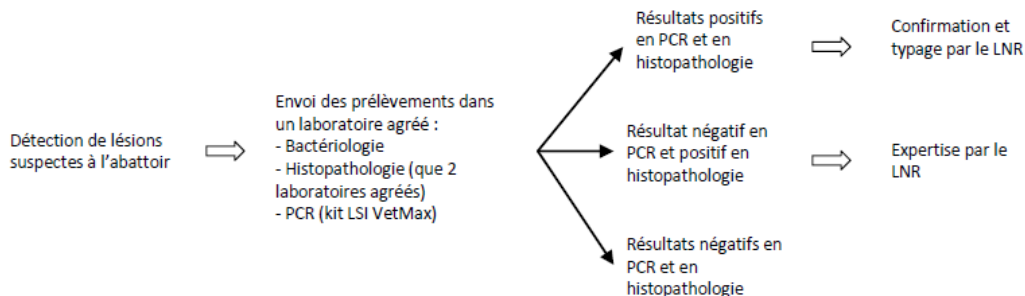 Détection de lésions
suspectes à l'abattoir
Envoi des prélèvements dans
un laboratoire agréé :
- Bactériologie
- Histopathologie (que 2
laboratoires agréés)
- PCR (kit LSI VetMax)
Résultats positifs
en PCR et en
histopathologie
Confirmation et
typage par le LNR
Résultat négatif en
PCR et positif en
histopathologie
Expertise par le
LNR
Résultats négatifs en
PCR et en
histopathologie